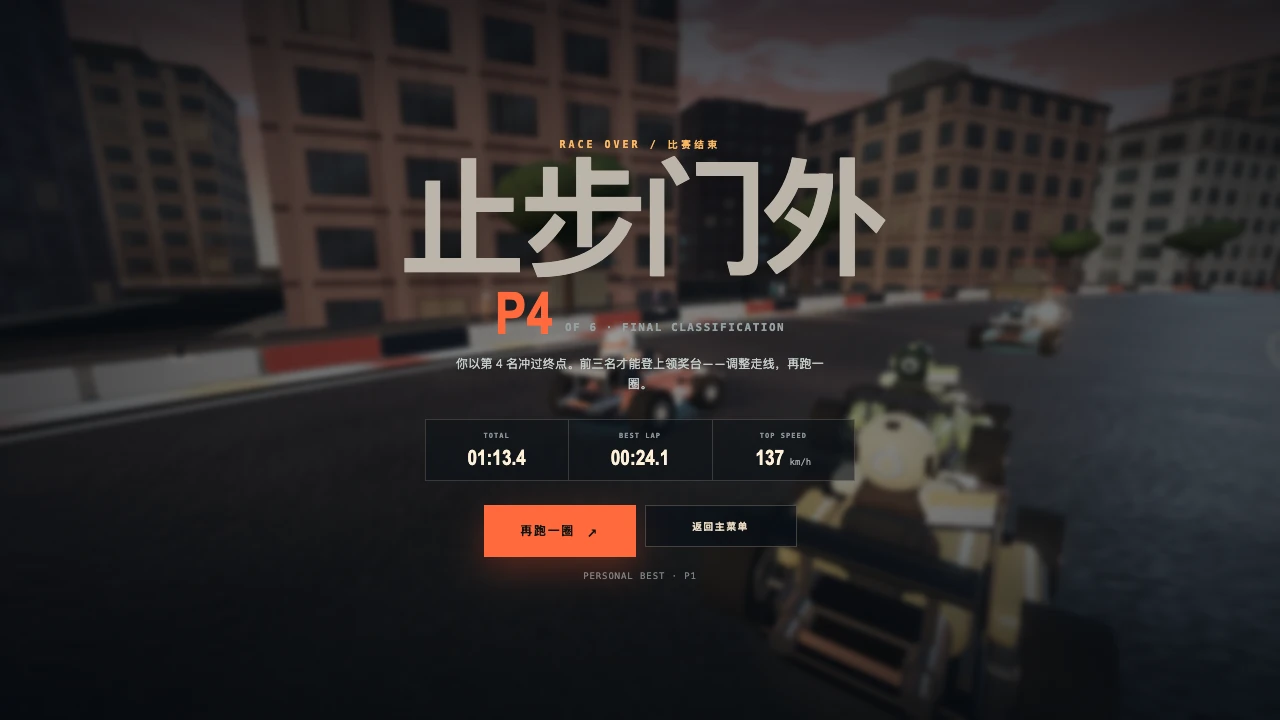 RACE OVER / 比赛结束
止步门外
P4 OF 6 · FINAL CLASSIFICATION
你以第 4 名冲过终点。前三名才能登上领奖台——调整走线，再跑一
圈。
TOTAL BEST LAP TOP SPEED
01:13.4 00:24.1 137 km/h
再跑一圈 ↗ 返回主菜单
PERSONAL BEST · P1